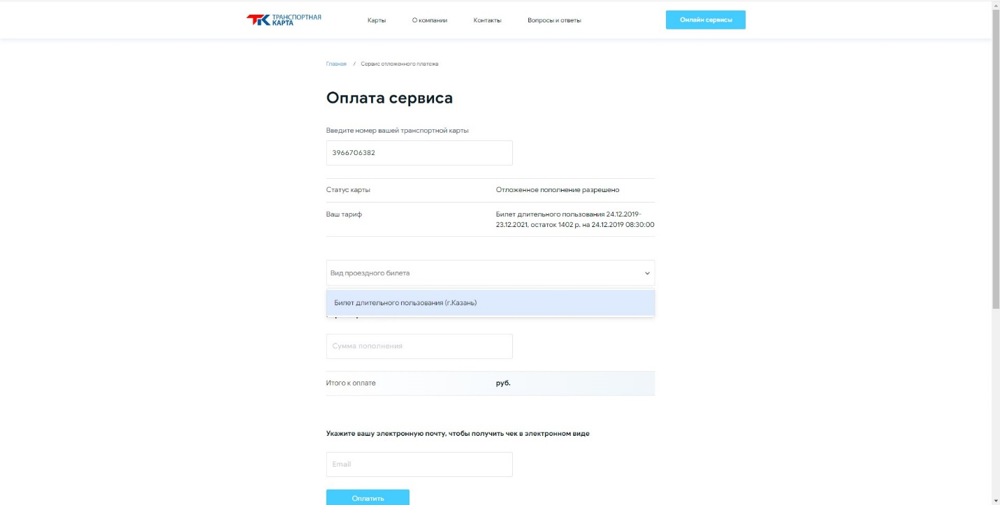 ТРАНСПОРТНАЯ
КАРТА
Карты
О компании
Контакты
Вопросы и ответы
Онлайн сервисы
Главная / Сервис отложенного платежа
Оплата сервиса
Введите номер вашей транспортной карты
3966706382
Статус карты
Отложенное пополнение разрешено
Ваш тариф
Билет длительного пользования 24.12.2019-
23.12.2021, остаток 1402 р. на 24.12.2019 08:30:00
Вид проездного билета
Билет длительного пользования (г.Казань)
Сумма пополнения
Итого к оплате
руб.
Укажите вашу электронную почту, чтобы получить чек в электронном виде
Email
Оплатить